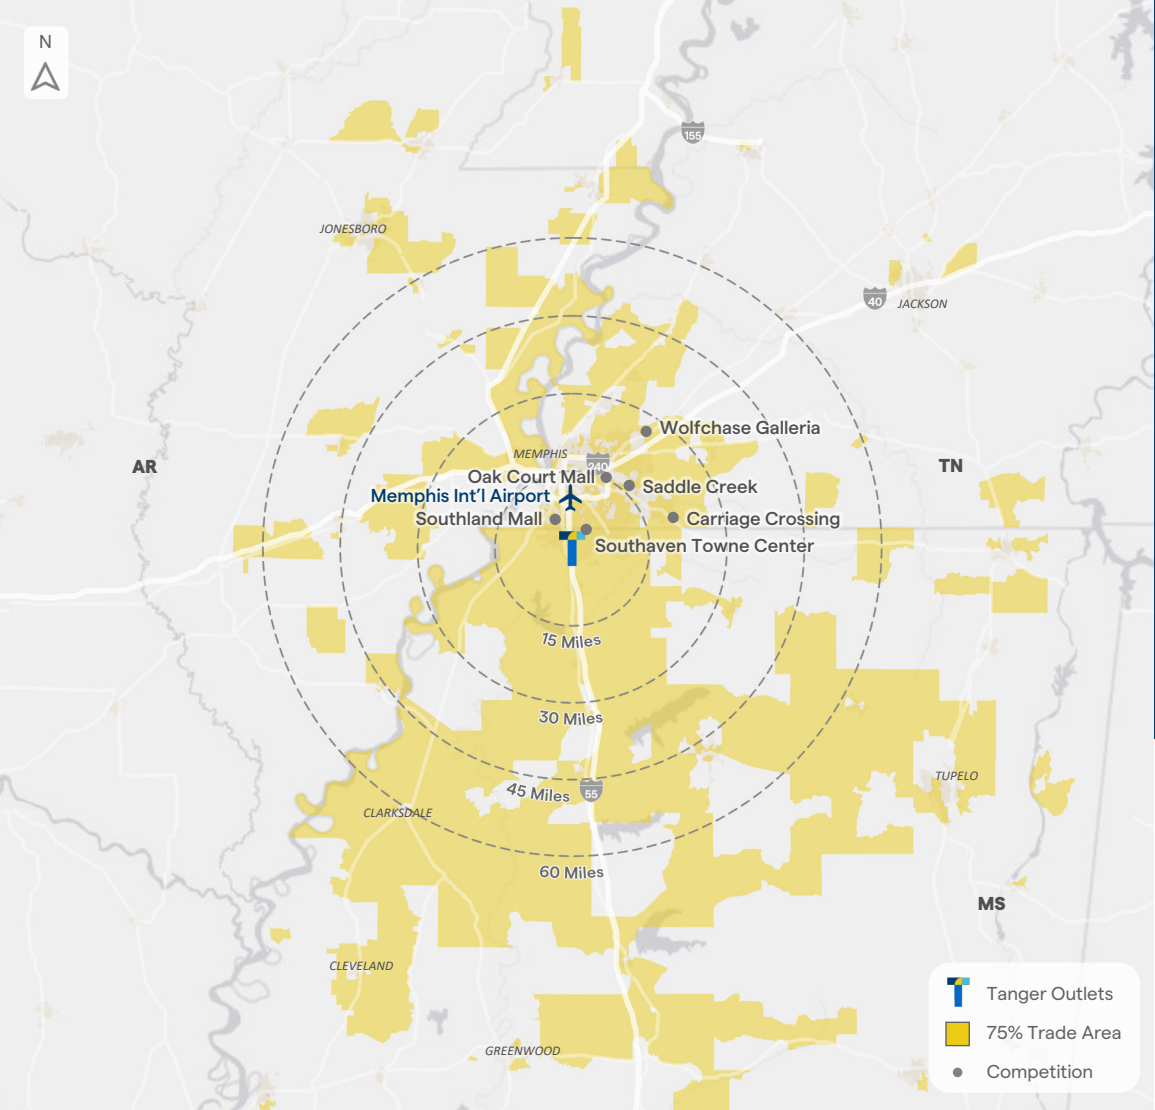 N
155
JONESBORO
40
JACKSON
Wolfchase Galleria
MEMPHIS
240
AR
TN
Oak Court Mall
Saddle Creek
Memphis Int’l Airport
Southland Mall
Carriage Crossing
Southaven Towne Center
15 Miles
30 Miles
TUPELO
45 Miles
55
CLARKSDALE
60 Miles
MS
CLEVELAND
Tanger Outlets
75% Trade Area
GREENWOOD
Competition